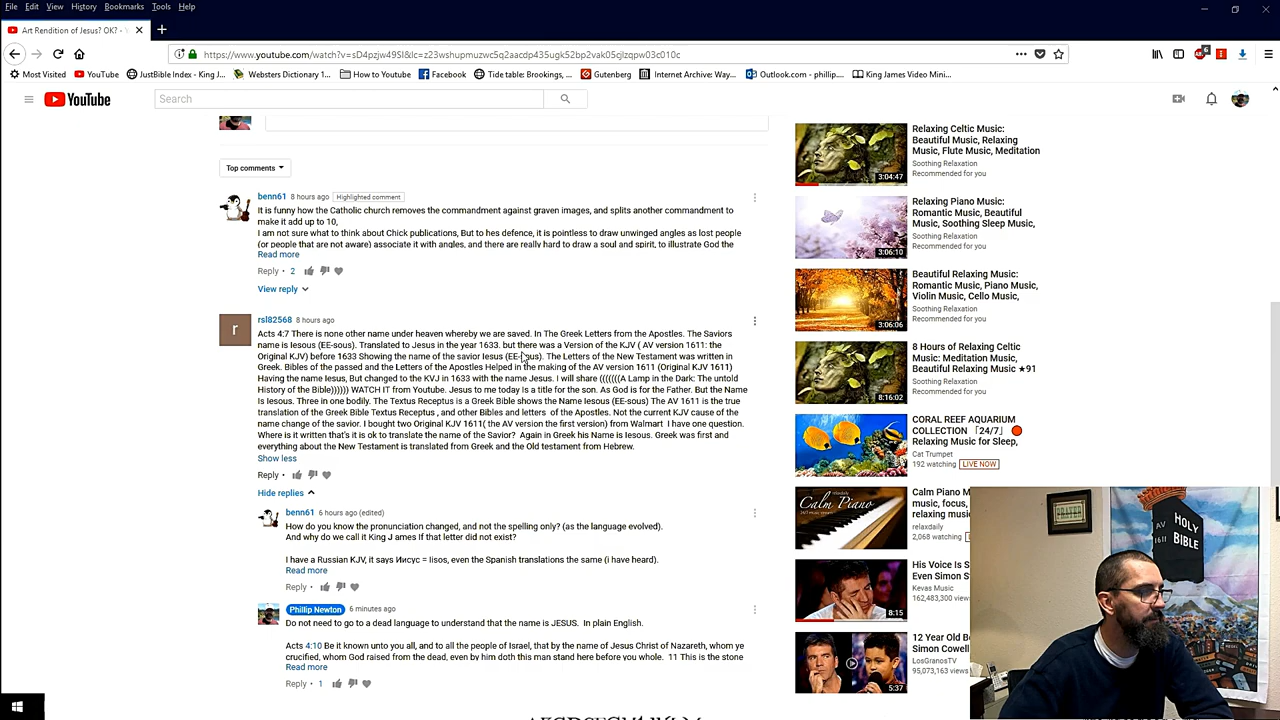 File Edit View History Bookmarks Tools Help
Art Rendition of Jesus? OK? -
https://www.youtube.com/watch?v=sD4pzjw49SI&lc=z23wshupmuzwc5q2aacdp435ugk52bp2vak05cjlzqpw03c010c
Most Visited YouTube JustBible Index - King J... Websters Dictionary 1... How to Youtube Facebook Tide table: Brookings, ... Gutenberg Internet Archive: Way... Outlook.com - phillip.... King James Video Mini...
YouTube
Search
Top comments
benn61 8 hours ago Highlighted comment
It is funny how the Catholic church removes the commandment against graven images, and splits another commandment to
make it add up to 10,
I am not sure what to think about Chick publications, But to hes defence, it is pointless to draw unwinged angles as lost people
(or people that are not aware) associate it with angles, and there are really hard to draw a soul and spirit, to illustrate God the
Read more
Reply · 2
View reply
rsl82568 8 hours ago
Acts 4:7 There is none other name under heaven whereby we are saved. In The Greek Letters from the Apostles. The Saviors
name is Iesous (EE-sous). Translated to Jesus in the year 1633. but there was a Version of the KJV ( AV version 1611: the
Original KJV) before 1633 Showing the name of the savior Iesus (EE-sous). The Letters of the New Testament was written in
Greek. Bibles of the passed and the Letters of the Apostles Helped in the making of the AV version 1611 (Original KJV 1611)
Having the name Iesus, But changed to the KVJ in 1633 with the name Jesus. I will share (((((((A Lamp in the Dark: The untold
History of the Bible)))))) WATCH IT from Youtube. Jesus to me today is a title for the son. As God is for the Father. But the Name
Is Iesous. Three in one bodily. The Textus Receptus is a Greek Bible shows the Name Iesous (EE-sous) The AV 1611 is the true
translation of the Greek Bible Textus Receptus , and other Bibles and letters of the Apostles. Not the current KJV cause of the
name change of the savior. I bought two Original KJV 1611( the AV version the first version) from Walmart I have one question.
Where is it written that's it is ok to translate the name of the Savior? Again in Greek his Name is Iesous. Greek was first and
everything about the New Testament is translated from Greek and the Old testament from Hebrew.
Show less
Reply
Hide replies
benn61 6 hours ago (edited)
How do you know the pronunciation changed, and not the spelling only? (as the language evolved).
And why do we call it King J ames If that letter did not exist?
I have a Russian KJV, it says Иисус = Iisos, even the Spanish translations the same (i have heard).
Read more
Reply
Phillip Newton 6 minutes ago
Do not need to go to a dead language to understand that the name is JESUS. In plain English.
Acts 4:10 Be it known unto you all, and to all the people of Israel, that by the name of Jesus Christ of Nazareth, whom ye
crucified, whom God raised from the dead, even by him doth this man stand here before you whole. 11 This is the stone
Read more
Reply · 1
Relaxing Celtic Music:
Beautiful Music, Relaxing
Music, Flute Music, Meditation
Soothing Relaxation
Recommended for you
3:04:47
Relaxing Piano Music:
Romantic Music, Beautiful
Music, Soothing Sleep Music,
Soothing Relaxation
Recommended for you
3:06:10
Beautiful Relaxing Music:
Romantic Music, Piano Music,
Violin Music, Cello Music,
Soothing Relaxation
Recommended for you
3:06:06
8 Hours of Relaxing Celtic
Music: Meditation Music,
Beautiful Relaxing Music ★91
Soothing Relaxation
Recommended for you
8:16:02
CORAL REEF AQUARIUM
COLLECTION 「24/7」
Relaxing Music for Sleep,
Cat Trumpet
192 watching LIVE NOW
Calm Piano M
music, focus,
relaxing music
relaxdaily
2,068 watching
CALM PIANO
His Voice Is S
Even Simon S
Kevas Music
162,483,300 views
8:15
12 Year Old B
Simon Cowell
LosGranosTV
95,073,163 views
5:37
PRAYER
AV
1611
HOLY
BIBLE